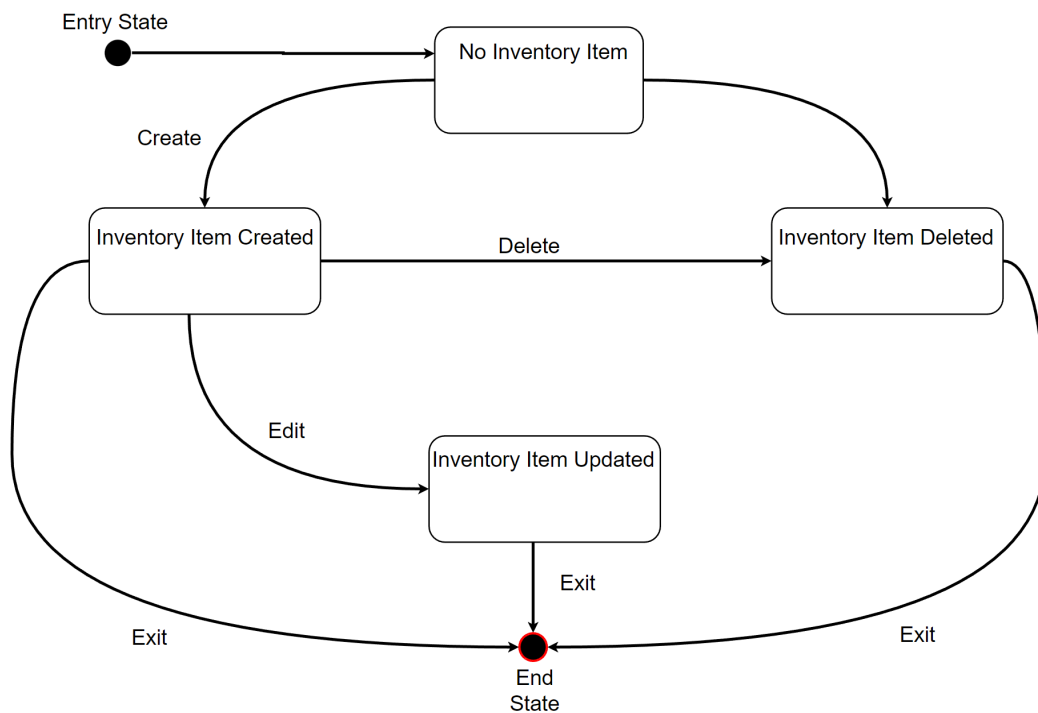 Entry State
No Inventory Item
Create
Inventory Item Created
Delete
Inventory Item Deleted
Edit
Inventory Item Updated
Exit
Exit
Exit
End
State